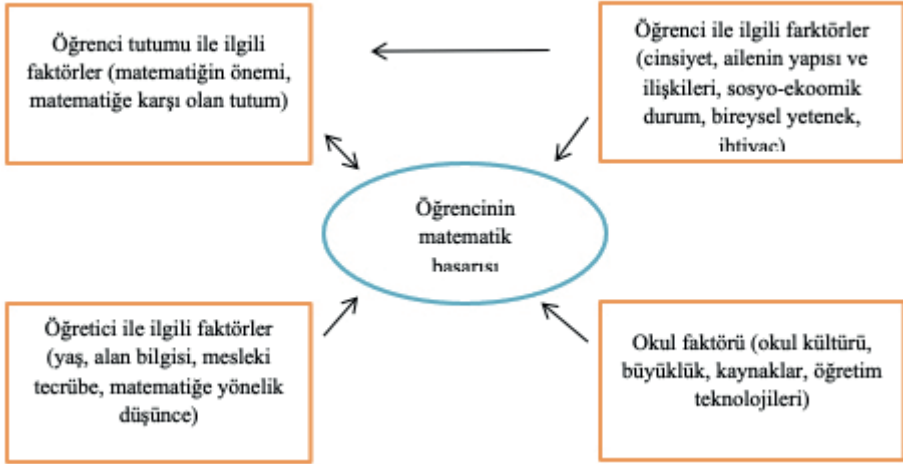 Öğrenci tutumu ile ilgili
faktörler (matematiğin önemi,
matematiğe karşı olan tutum)
Öğrenci ile ilgili farktörler
(cinsiyet, ailenin yapısı ve
ilişkileri, sosyo-ekoomik
durum, bireysel yetenek,
ihtiyaç)
Öğrencinin
matematik
başarısı
Öğretici ile ilgili faktörler
(yaş, alan bilgisi, mesleki
tecrübe, matematiğe yönelik
düşünce)
Okul faktörü (okul kültürü,
büyüklük, kaynaklar, öğretim
teknolojileri)